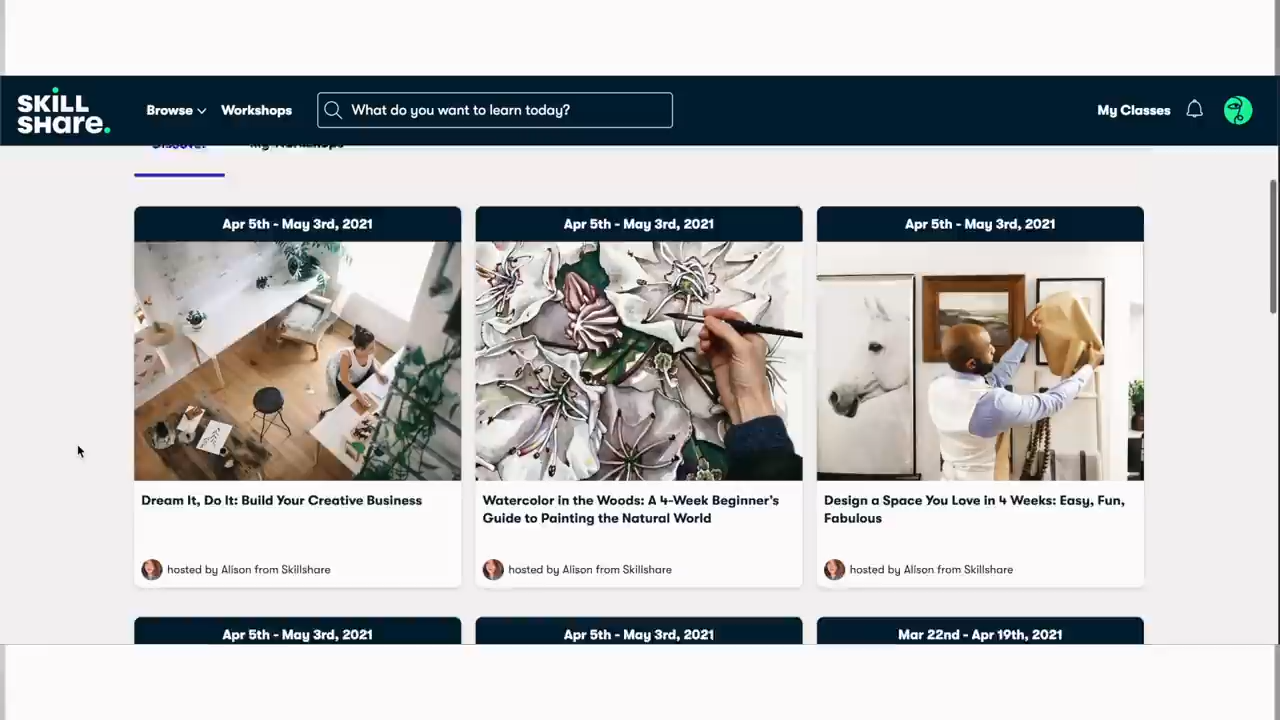 SKILL
SHare.
Browse
Workshops
What do you want to learn today?
My Classes
Discover
My Workshops
Apr 5th - May 3rd, 2021
Apr 5th - May 3rd, 2021
Apr 5th - May 3rd, 2021
Dream It, Do It: Build Your Creative Business
hosted by Alison from Skillshare
Watercolor in the Woods: A 4-Week Beginner's
Guide to Painting the Natural World
hosted by Alison from Skillshare
Design a Space You Love in 4 Weeks: Easy, Fun,
Fabulous
hosted by Alison from Skillshare
Apr 5th - May 3rd, 2021
Apr 5th - May 3rd, 2021
Mar 22nd - Apr 19th, 2021